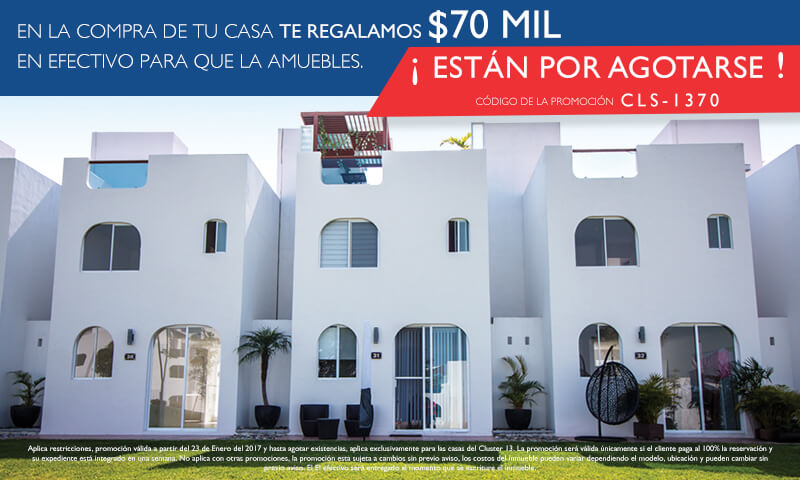 EN LA COMPRA DE TU CASA TE REGALAMOS $70 MIL
EN EFECTIVO PARA QUE LA AMUEBLES.
¡ ESTÁN POR AGOTARSE !
CÓDIGO DE LA PROMOCIÓN CLS-1370
31
Aplica restricciones, promoción válida a partir del 23 de Enero del 2017 y hasta agotar existencias, aplica exclusivamente para las casas del Cluster 13. La promoción será válida únicamente si el cliente paga al 100% la reservación y
su expediente está integrado en una semana. No aplica con otras promociones, la promoción esta sujeta a cambios sin previo aviso, los costos del inmueble pueden variar dependiendo el modelo, ubicación y pueden cambiar sin
previo aviso. El efectivo será entregado al momento que se escriture el inmueble.